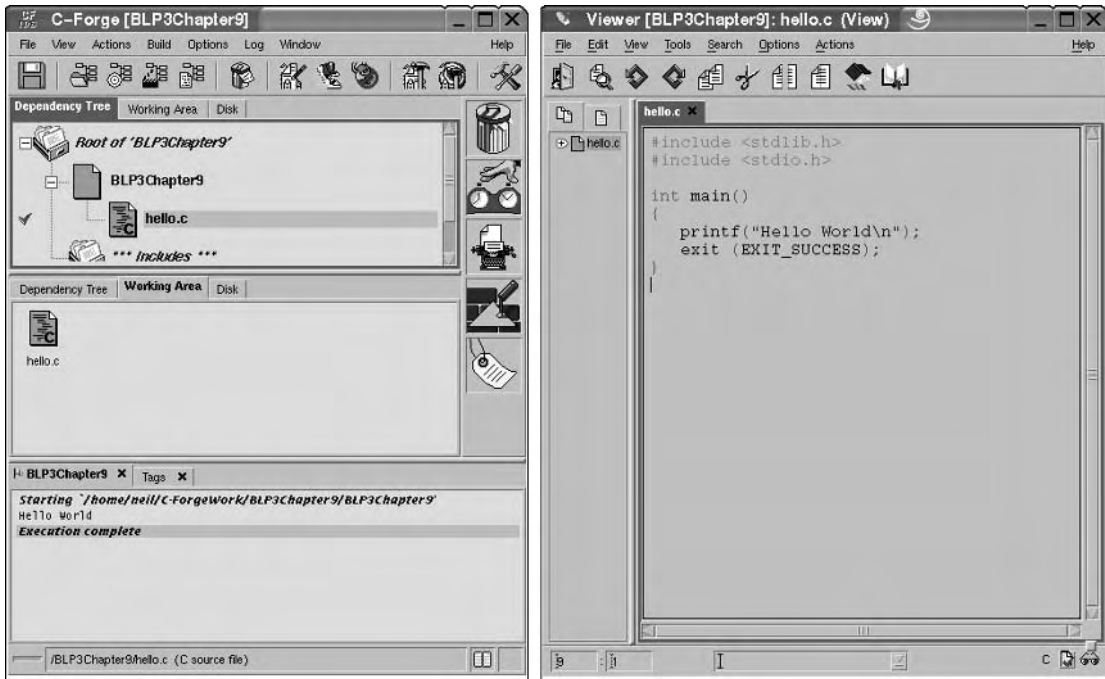 C-Forge [BLP3Chapter9]
File View Actions Build Options Log Window Help
Dependency Tree Working Area Disk
Root of 'BLP3Chapter9'
BLP3Chapter9
hello.c
*** Includes ***
Dependency Tree Working Area Disk
hello.c
BLP3Chapter9 Tags
Starting `/home/neil/C-ForgeWork/BLP3Chapter9/BLP3Chapter9'
Hello World
Execution complete
/BLP3Chapter9/hello.c (C source file)
Viewer [BLP3Chapter9]: hello.c (View)
File Edit View Tools Search Options Actions Help
hello.c
hello.c
#include <stdlib.h>
#include <stdio.h>
int main()
{
printf("Hello World\n");
exit (EXIT_SUCCESS);
}
9 : 1 C